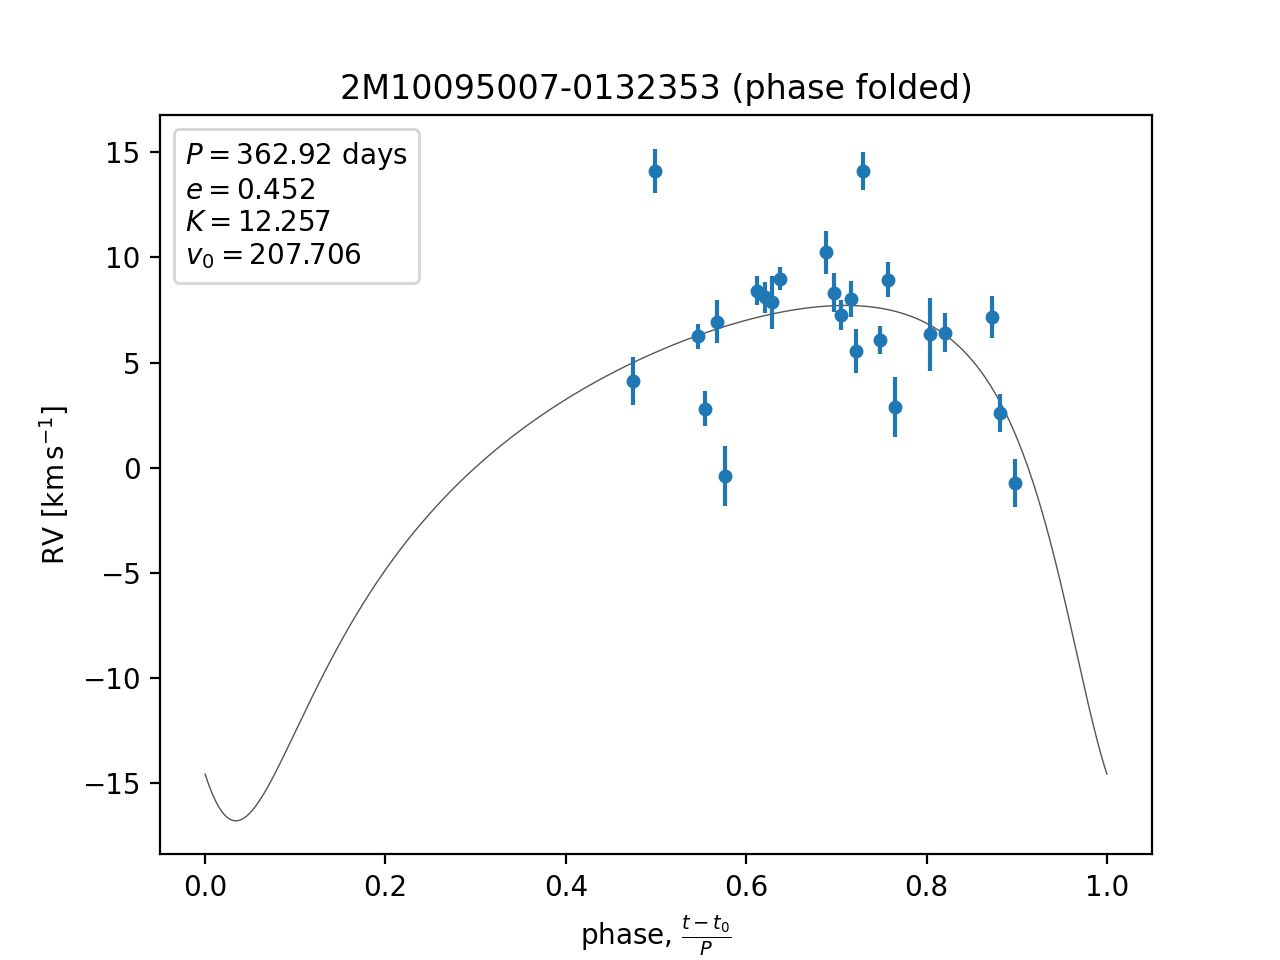 2M10095007-0132353 (phase folded)
P = 362.92 days
e = 0.452
K = 12.257
v₀ = 207.706
15
10
5
0
−5
−10
−15
RV [km s⁻¹]
0.0 0.2 0.4 0.6 0.8 1.0
phase, (t − t₀)/P